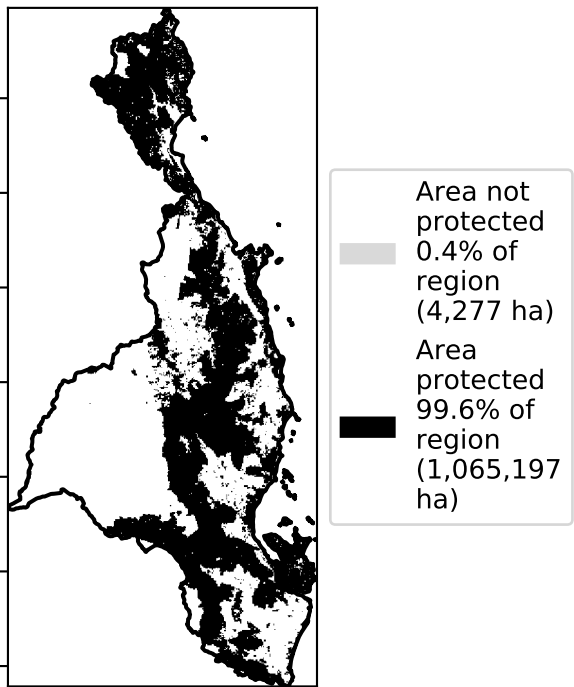 Area not
protected
0.4% of
region
(4,277 ha)
Area
protected
99.6% of
region
(1,065,197
ha)